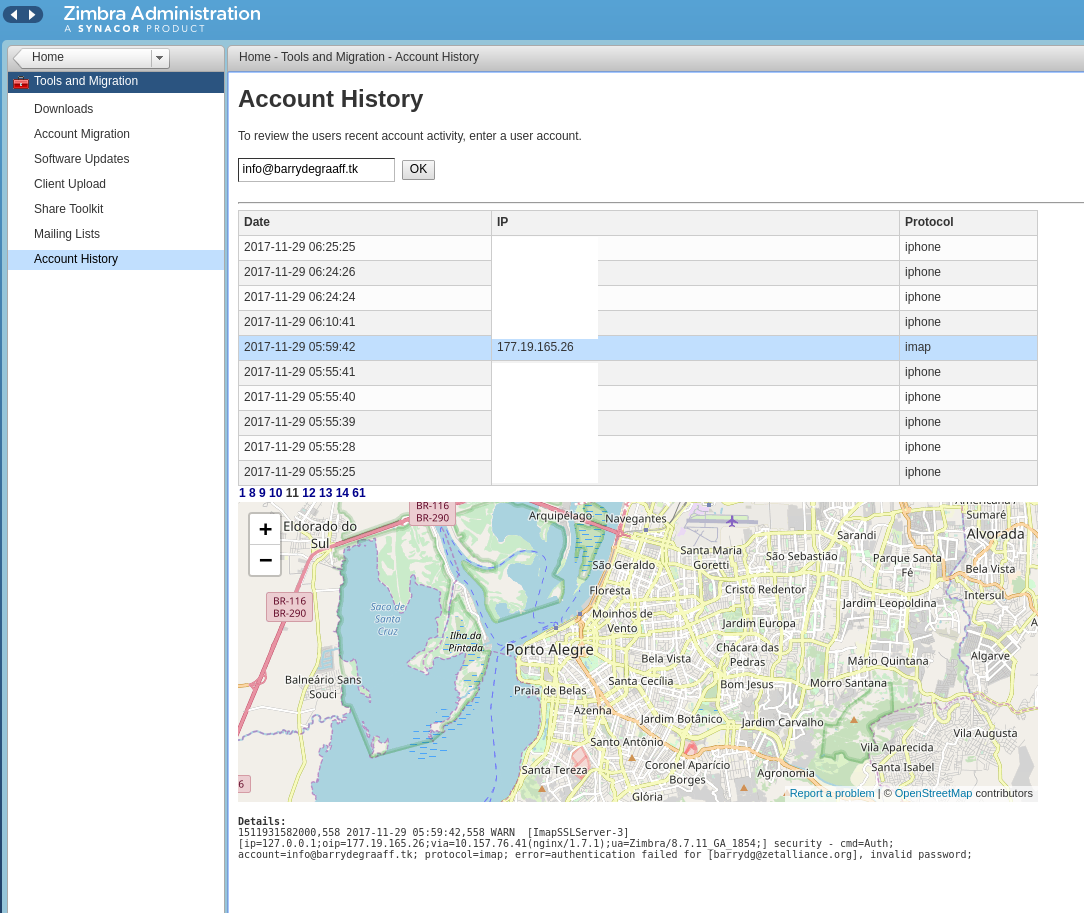 Zimbra Administration
A SYNACOR PRODUCT
Home
Home - Tools and Migration - Account History
Tools and Migration
Downloads
Account Migration
Software Updates
Client Upload
Share Toolkit
Mailing Lists
Account History
Account History
To review the users recent account activity, enter a user account.
info@barrydegraaff.tk OK
Date IP Protocol
2017-11-29 06:25:25 iphone
2017-11-29 06:24:26 iphone
2017-11-29 06:24:24 iphone
2017-11-29 06:10:41 iphone
2017-11-29 05:59:42 177.19.165.26 imap
2017-11-29 05:55:41 iphone
2017-11-29 05:55:40 iphone
2017-11-29 05:55:39 iphone
2017-11-29 05:55:28 iphone
2017-11-29 05:55:25 iphone
1 8 9 10 11 12 13 14 61
+
−
Eldorado do
Sul
BR-116
BR-290
Arquipélago
Navegantes
Sumaré
Alvorada
Sarandi
Santa Maria
Goretti
São Sebastião
Parque Santa
Fé
Bela Vista
São Geraldo
Floresta
Cristo Redentor
Intersul
BR-116
BR-290
Saco de
Santa
Cruz
Moinhos de
Vento
Jardim Leopoldina
Jardim Europa
Ilha da
Pintada
Porto Alegre
Bela Vista
Chácara das
Pedras
Mário Quintana
Algarve
Balneário Sans
Souci
Praia de Belas
Santa Cecília
Bom Jesus
Morro Santana
Azenha
Jardim Botânico
Jardim Carvalho
Vila Augusta
Santo Antônio
Vila Aparecida
Santa Tereza
Coronel Aparício
Borges
Agronomia
Santa Isabel
Glória
6
Report a problem | © OpenStreetMap contributors
Details:
1511931582000,558 2017-11-29 05:59:42,558 WARN  [ImapSSLServer-3]
[ip=127.0.0.1;oip=177.19.165.26;via=10.157.76.41(nginx/1.7.1);ua=Zimbra/8.7.11_GA_1854;] security - cmd=Auth;
account=info@barrydegraaff.tk; protocol=imap; error=authentication failed for [barrydg@zetalliance.org], invalid password;